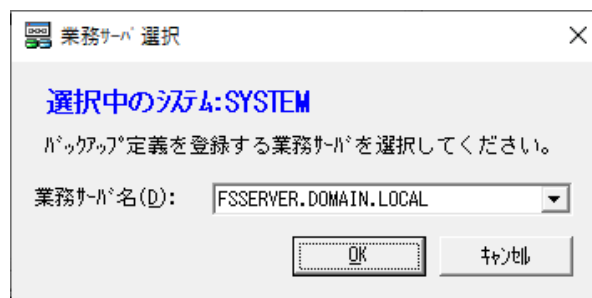 業務ｻｰﾊﾞ選択
選択中のｼｽﾃﾑ:SYSTEM
ﾊﾞｯｸｱｯﾌﾟ定義を登録する業務ｻｰﾊﾞを選択してください。
業務ｻｰﾊﾞ名(D): FSSERVER.DOMAIN.LOCAL
OK ｷｬﾝｾﾙ